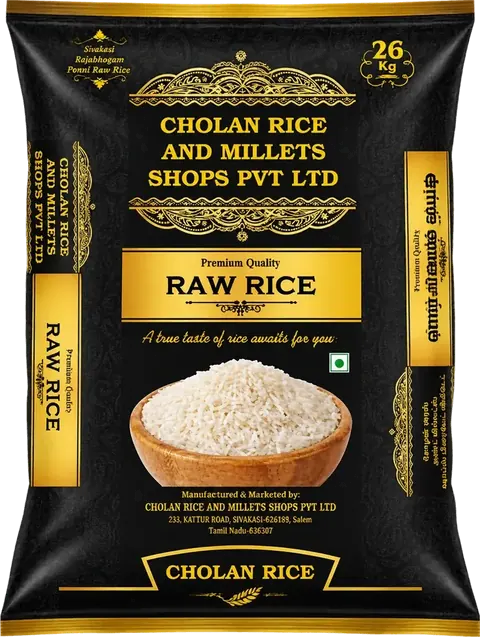 Sivakasi
Rajabhogam
Ponni Raw Rice
26
Kg
CHOLAN RICE
AND MILLETS
SHOPS PVT LTD
Premium Quality
RAW RICE
A true taste of rice awaits for you.
Manufactured & Marketed by:
CHOLAN RICE AND MILLETS SHOPS PVT LTD
233, KATTUR ROAD, SIVAKASI-626189, Salem
Tamil Nadu-636307
CHOLAN RICE
CHOLAN RICE
AND MILLETS
SHOPS PVT LTD
Premium Quality
RAW RICE
Premium Quality